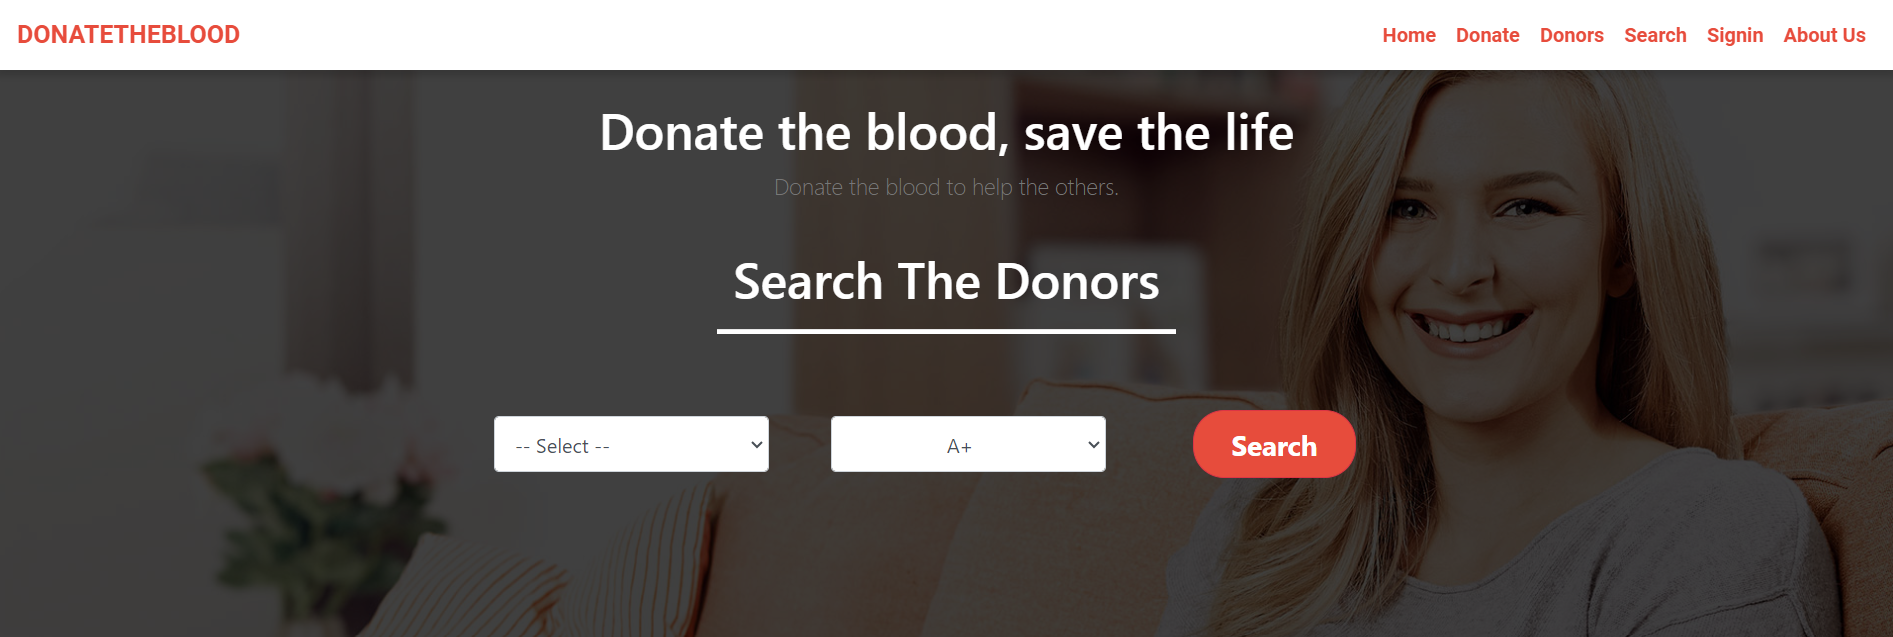 DONATETHEBLOOD
Home Donate Donors Search Signin About Us
Donate the blood, save the life
Donate the blood to help the others.
Search The Donors
-- Select -- A+ Search